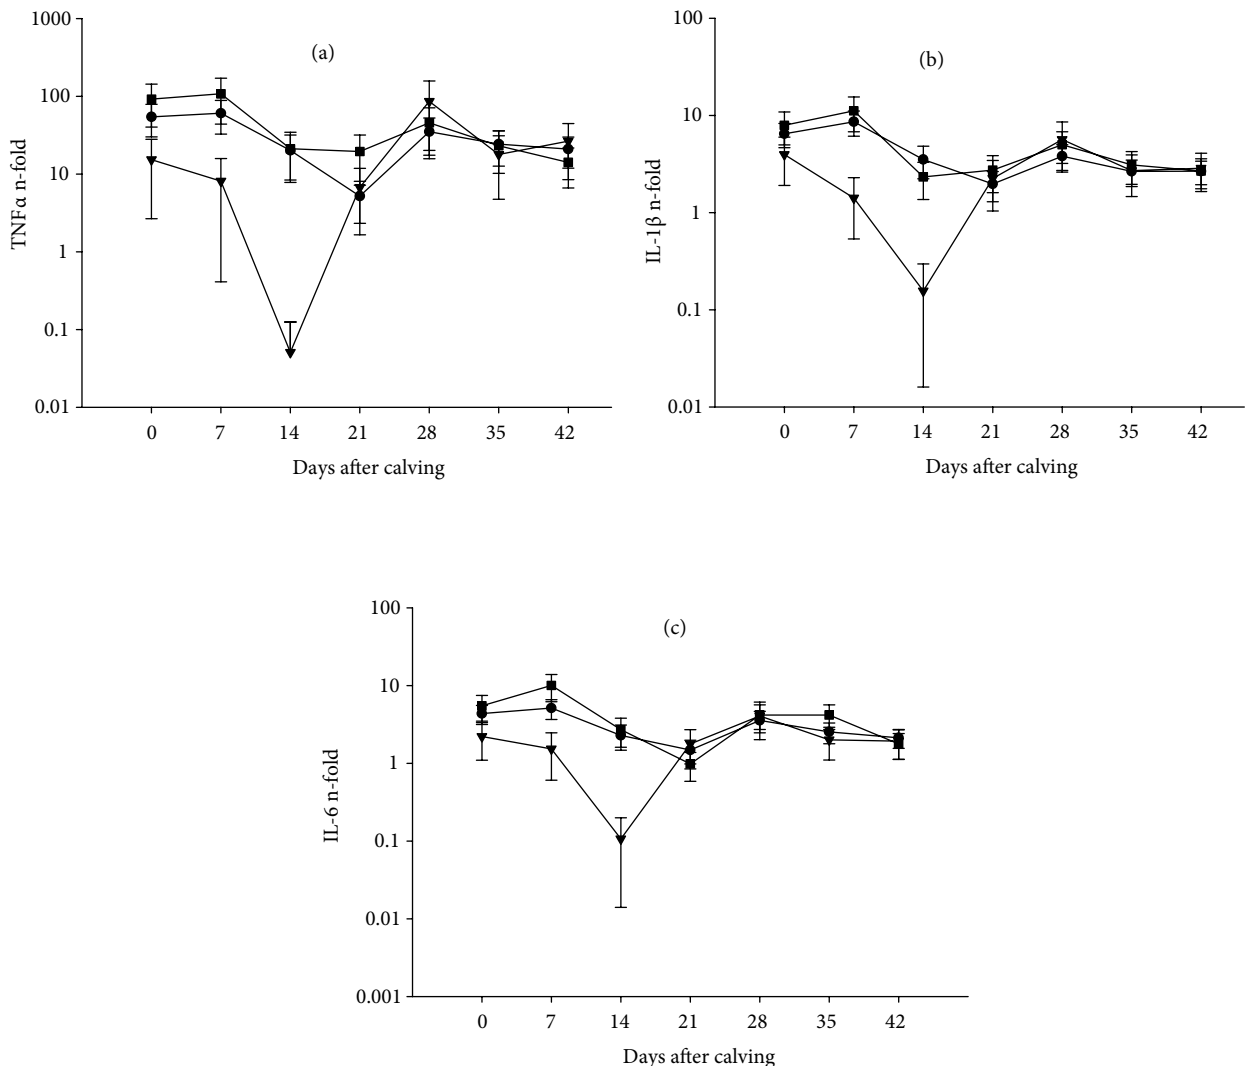 (a)
TNFα n-fold
1000
100
10
1
0.1
0.01
0 7 14 21 28 35 42
Days after calving
(b)
IL-1β n-fold
100
10
1
0.1
0.01
0 7 14 21 28 35 42
Days after calving
(c)
IL-6 n-fold
100
10
1
0.1
0.01
0.001
0 7 14 21 28 35 42
Days after calving